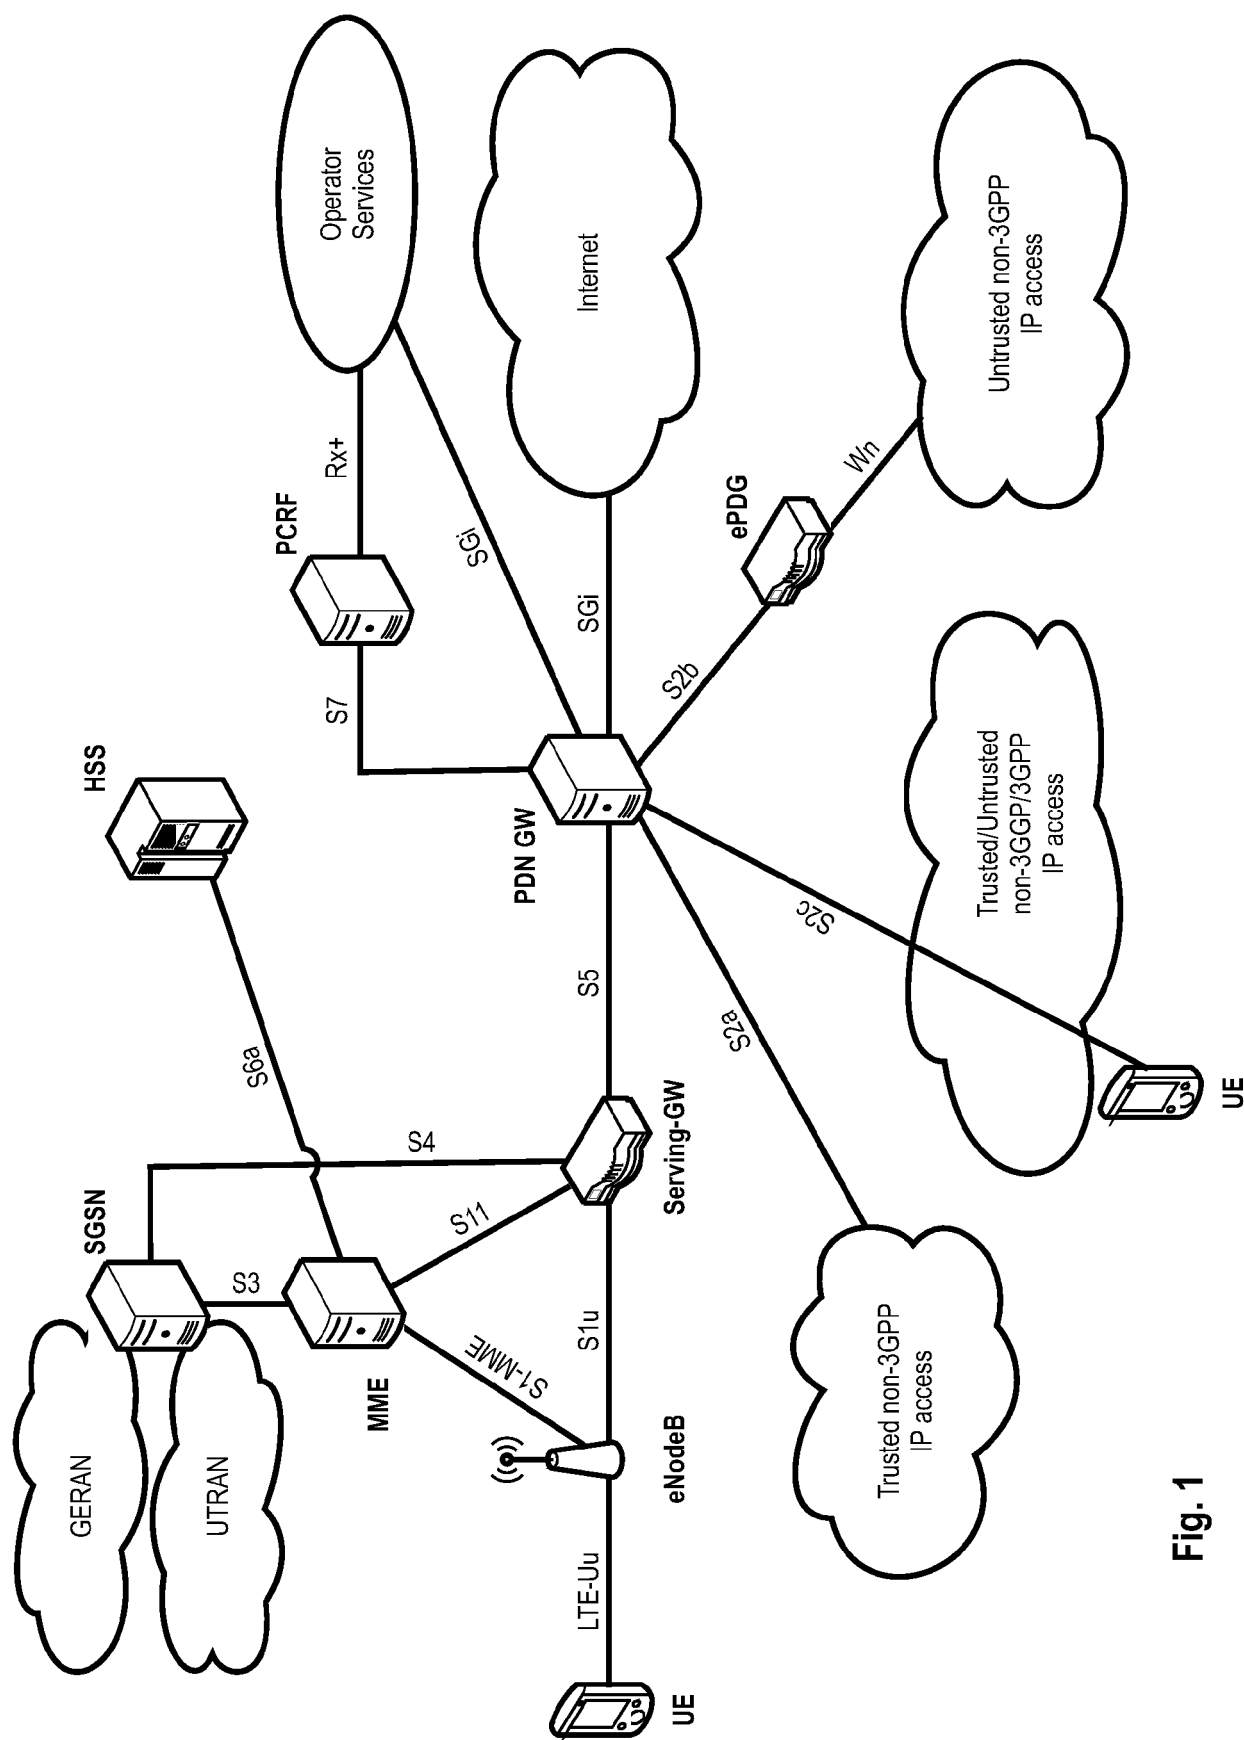 GERAN
UTRAN
SGSN
HSS
S3
S6a
S4
MME
S11
S1-MME
PCRF
S7
Rx+
Operator
Services
SGi
UE
LTE-Uu
eNodeB
S1u
Serving-GW
S5
PDN GW
SGi
Internet
S2a
S2c
S2b
ePDG
Wn
Trusted non-3GPP
IP access
Trusted/Untrusted
non-3GGP/3GPP
IP access
Untrusted non-3GPP
IP access
UE
Fig. 1